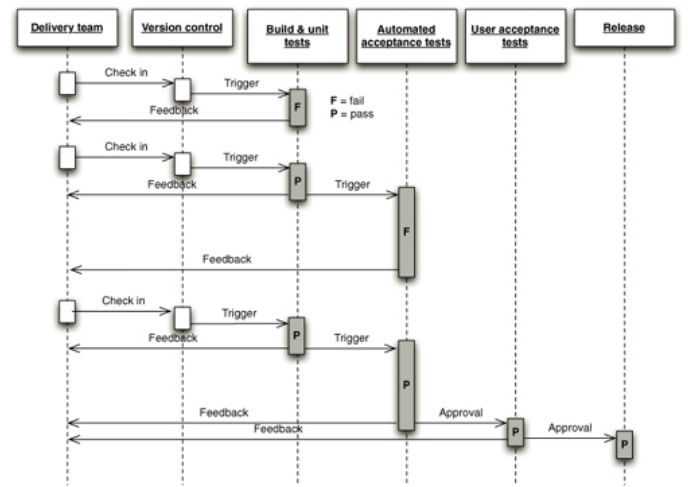 Delivery team
Version control
Build & unit
tests
Automated
acceptance tests
User acceptance
tests
Release
Check in
Trigger
Feedback
F
F = fail
P = pass
Check in
Trigger
Feedback
P
Trigger
F
Feedback
Check in
Trigger
Feedback
P
Trigger
P
Feedback
Approval
Feedback
P
Approval
P